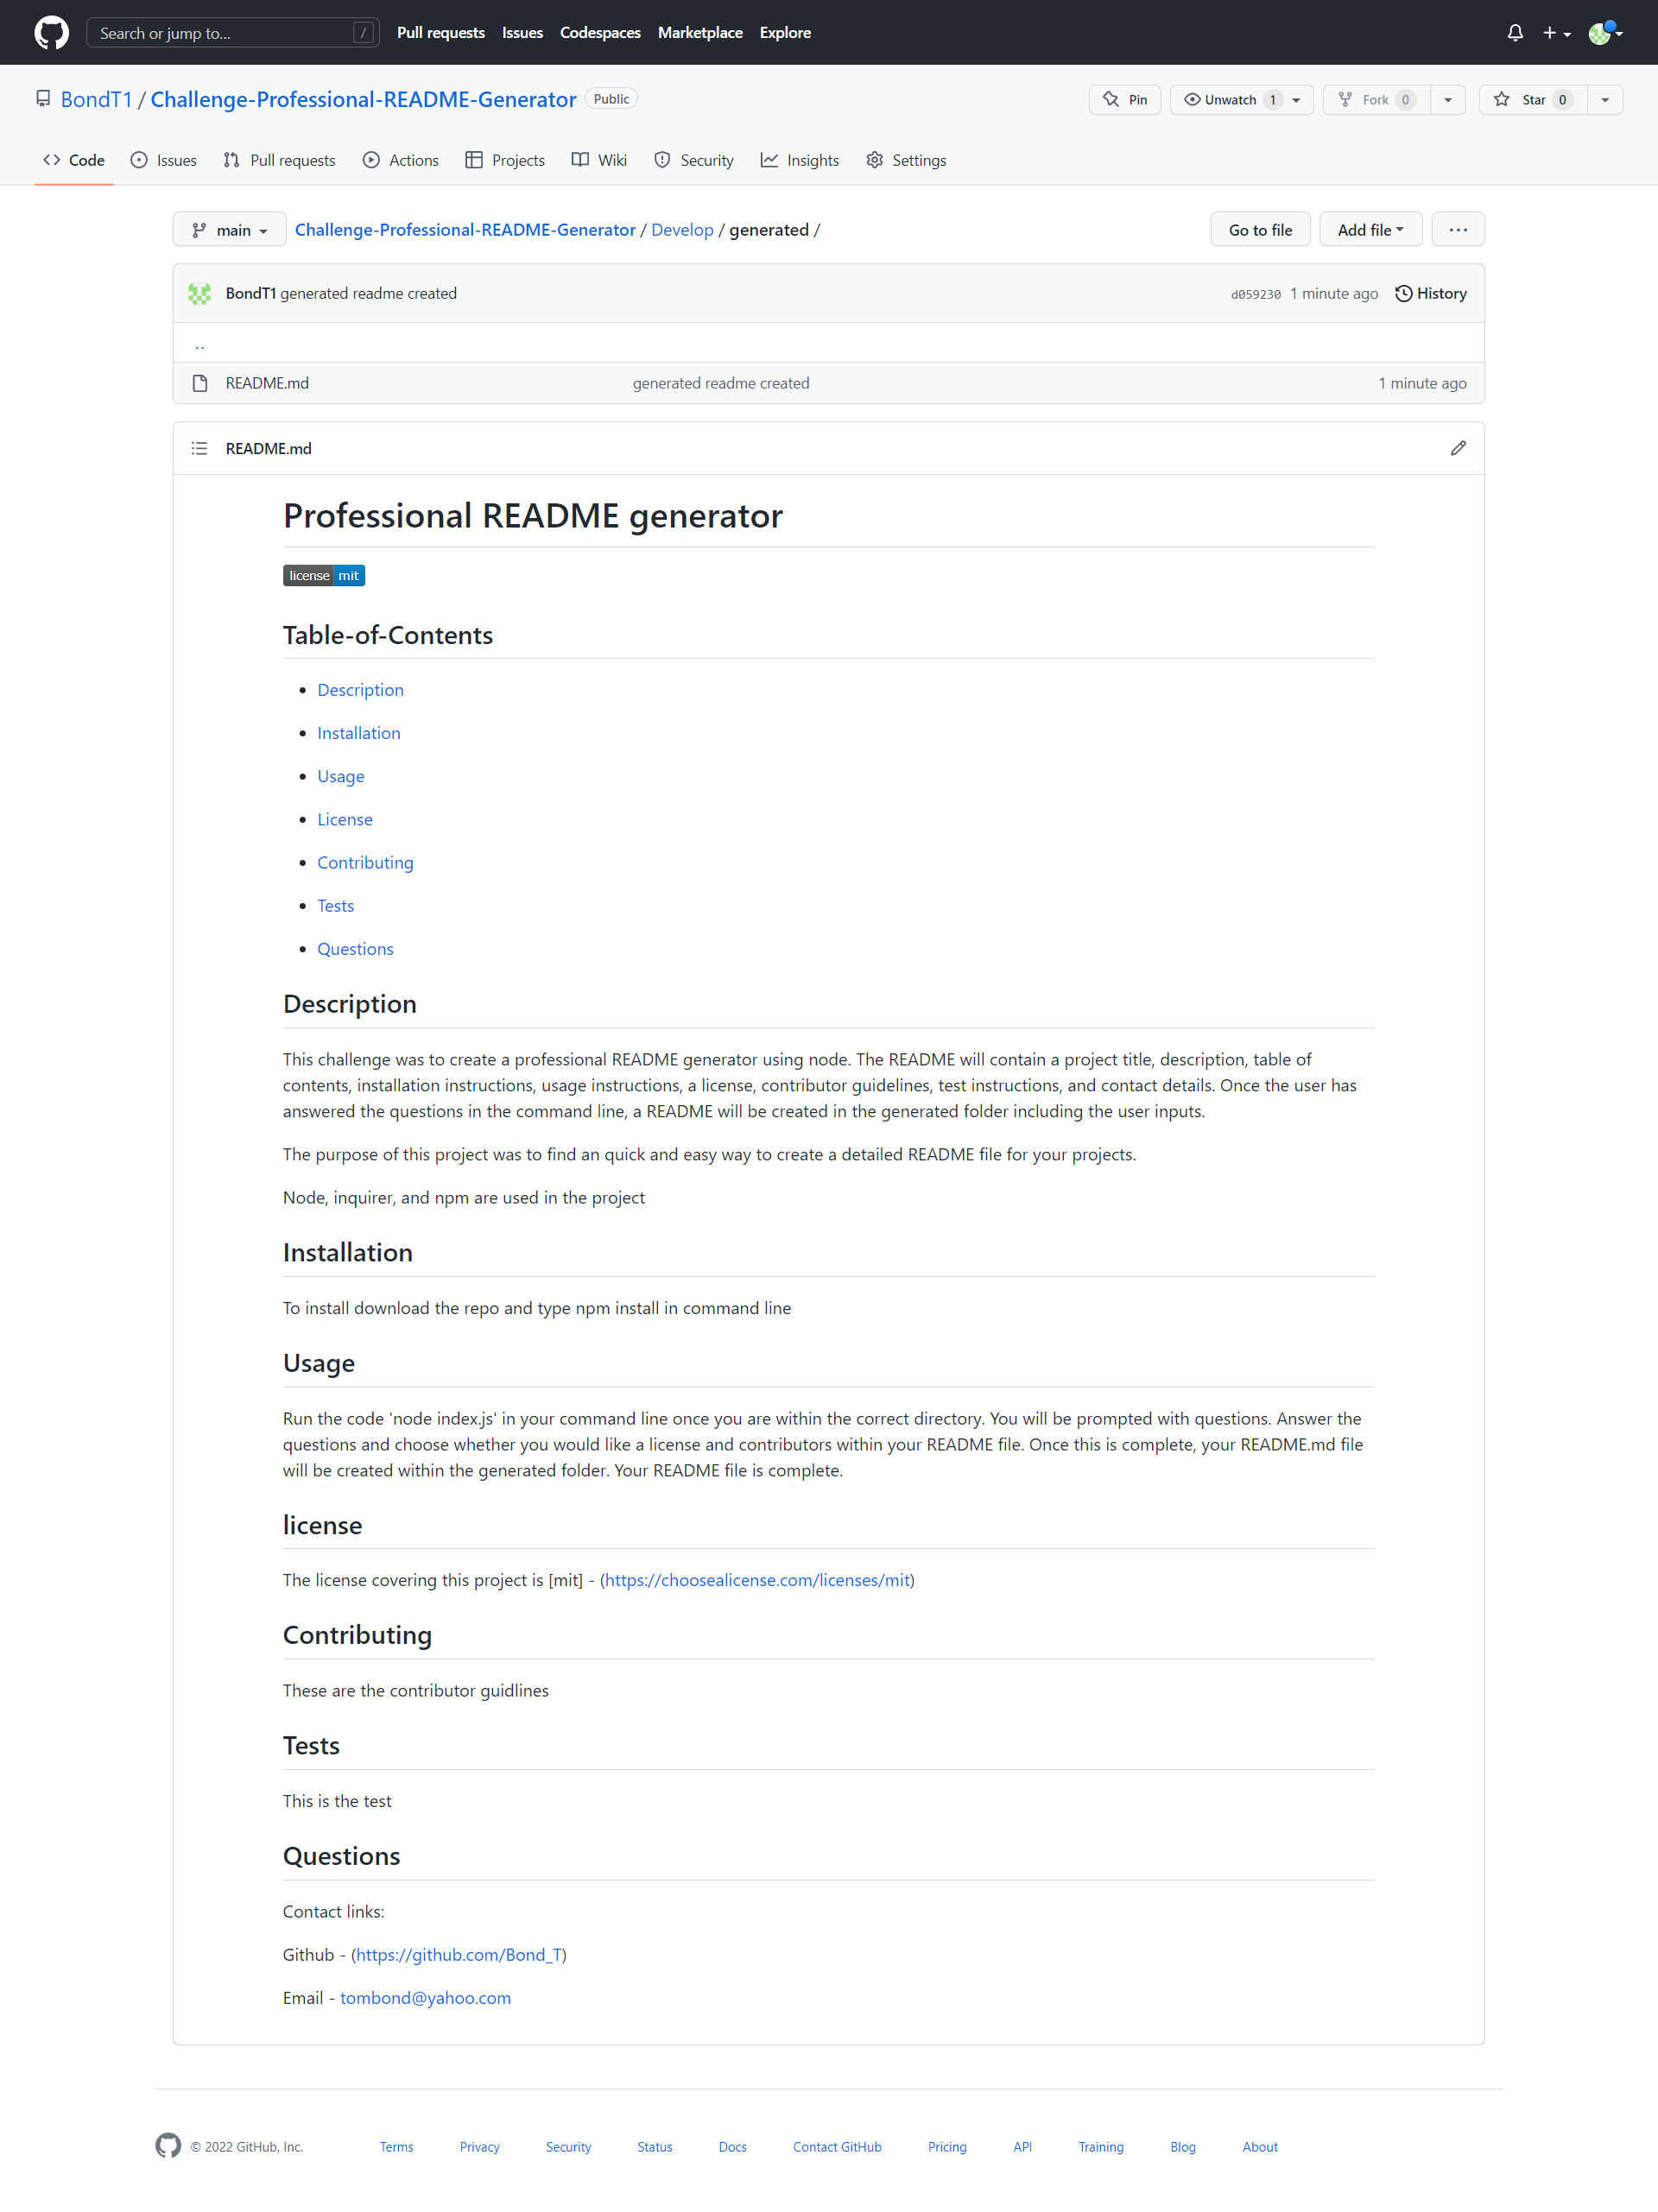 Search or jump to... /
Pull requests Issues Codespaces Marketplace Explore
BondT1 / Challenge-Professional-README-Generator Public
Pin Unwatch 1 Fork 0 Star 0
Code Issues Pull requests Actions Projects Wiki Security Insights Settings
main Challenge-Professional-README-Generator / Develop / generated / Go to file Add file ...
BondT1 generated readme created d059230 1 minute ago History
..
README.md generated readme created 1 minute ago
README.md
Professional README generator
license mit
Table-of-Contents
Description
Installation
Usage
License
Contributing
Tests
Questions
Description
This challenge was to create a professional README generator using node. The README will contain a project title, description, table of
contents, installation instructions, usage instructions, a license, contributor guidelines, test instructions, and contact details. Once the user has
answered the questions in the command line, a README will be created in the generated folder including the user inputs.
The purpose of this project was to find an quick and easy way to create a detailed README file for your projects.
Node, inquirer, and npm are used in the project
Installation
To install download the repo and type npm install in command line
Usage
Run the code 'node index.js' in your command line once you are within the correct directory. You will be prompted with questions. Answer the
questions and choose whether you would like a license and contributors within your README file. Once this is complete, your README.md file
will be created within the generated folder. Your README file is complete.
license
The license covering this project is [mit] - (https://choosealicense.com/licenses/mit)
Contributing
These are the contributor guidlines
Tests
This is the test
Questions
Contact links:
Github - (https://github.com/Bond_T)
Email - tombond@yahoo.com
© 2022 GitHub, Inc. Terms Privacy Security Status Docs Contact GitHub Pricing API Training Blog About